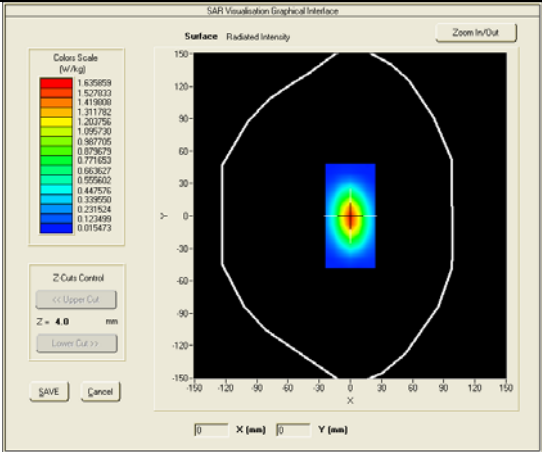 SAR Visualisation Graphical Interface
Surface Radiated Intensity
Zoom In/Out
Colors Scale
(W/kg)
1.635859
1.527833
1.419808
1.311782
1.203756
1.095730
0.987705
0.879679
0.771653
0.663627
0.555602
0.447576
0.339550
0.231524
0.123499
0.015473
150
120
90
60
30
0
-30
-60
-90
-120
-150
Y
-150 -120 -90 -60 -30 0 30 60 90 120 150
X
Z-Cuts Control
<< Upper Cut
Z = 4.0 mm
Lower Cut >>
SAVE Cancel
0 X (mm) 0 Y (mm)